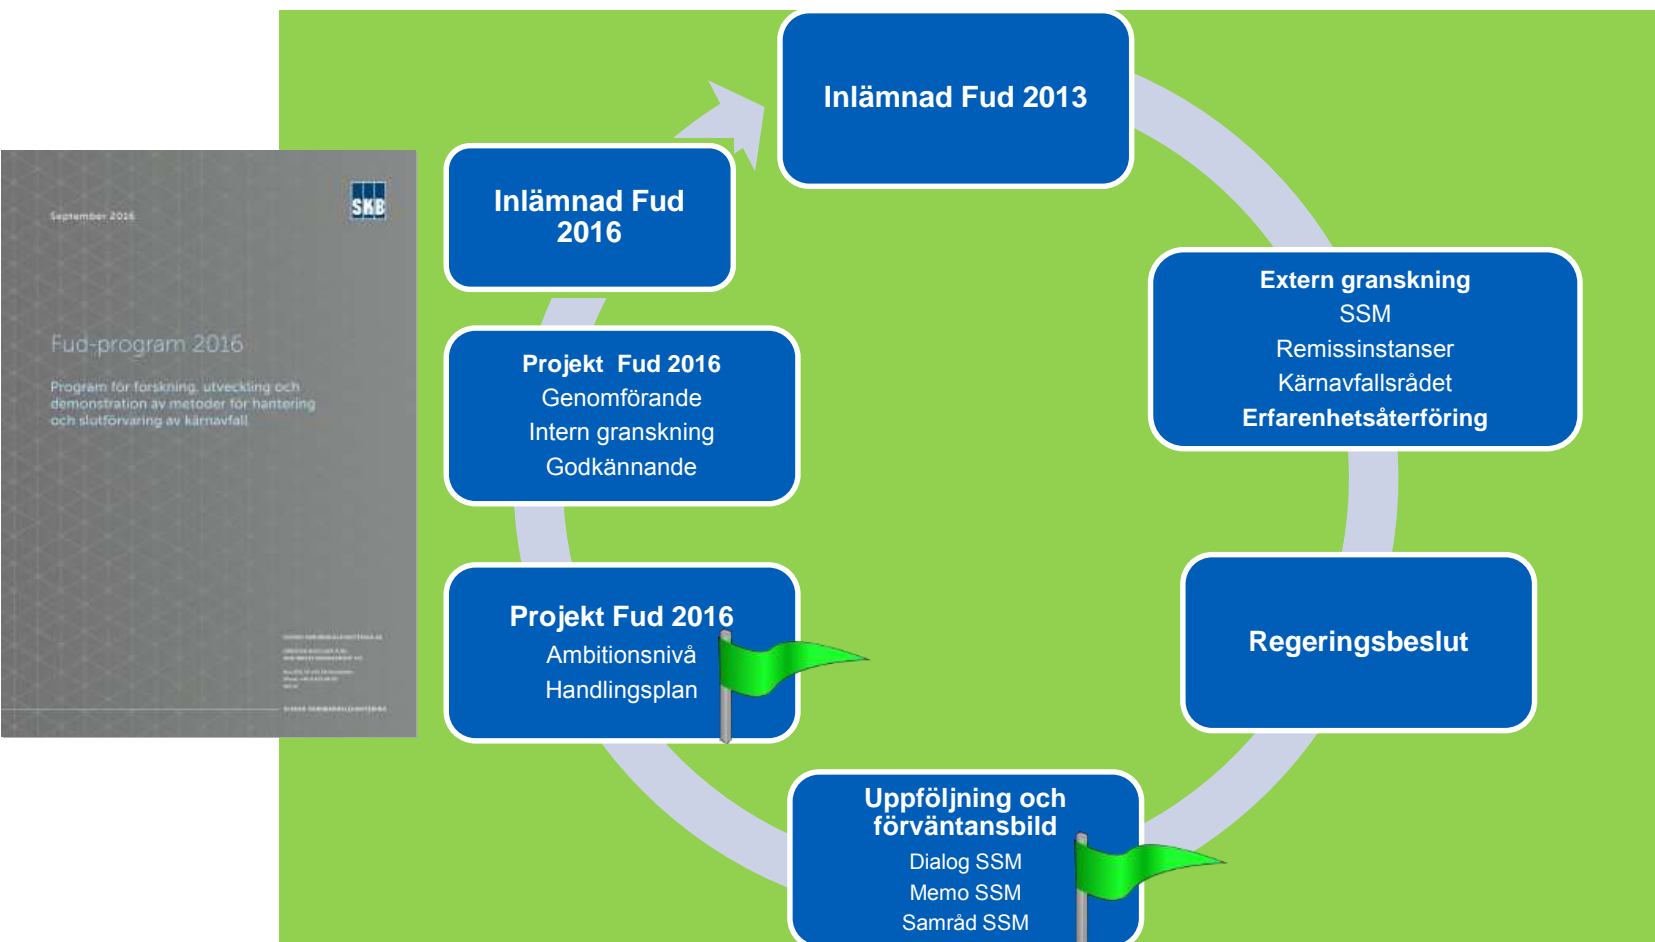 Inlämnad Fud 2013
Extern granskning
SSM
Remissinstanser
Kärnavfallsrådet
Erfarenhetsåterföring
Regeringsbeslut
Uppföljning och
förväntansbild
Dialog SSM
Memo SSM
Samråd SSM
Projekt Fud 2016
Ambitionsnivå
Handlingsplan
Projekt Fud 2016
Genomförande
Intern granskning
Godkännande
Inlämnad Fud
2016
September 2016
SKB
Fud-program 2016
Program för forskning, utveckling och
demonstration av metoder för hantering
och slutförvaring av kärnavfall